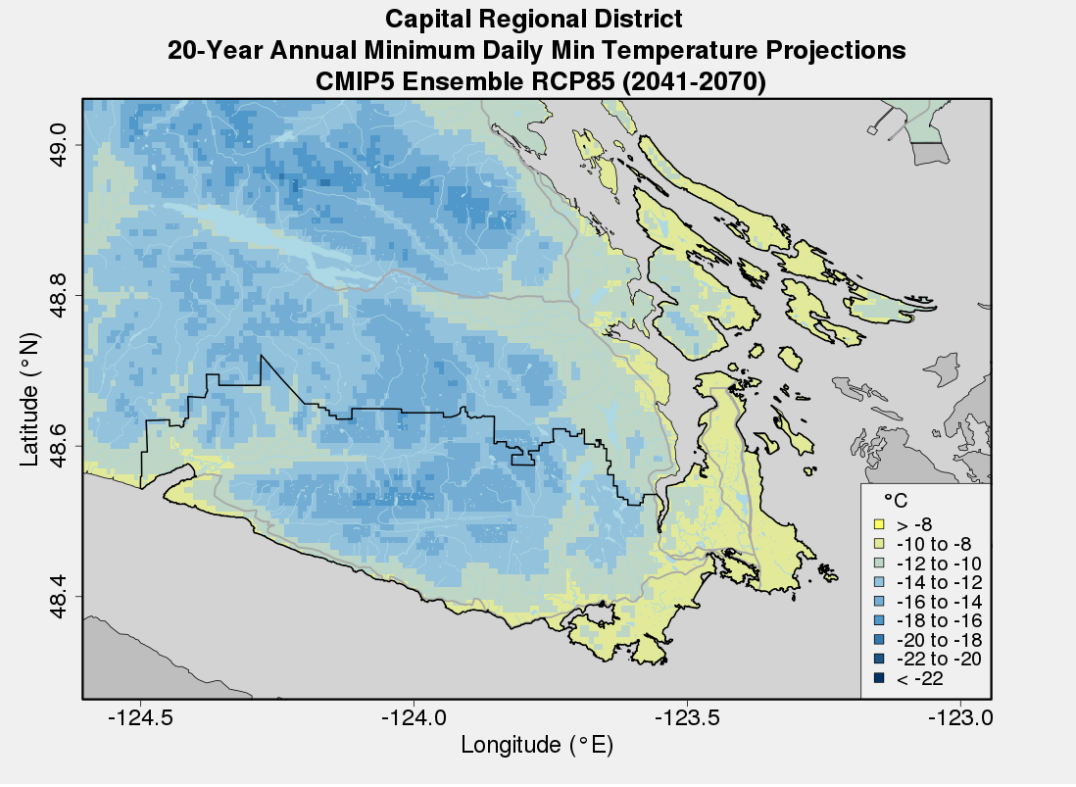 Capital Regional District
20-Year Annual Minimum Daily Min Temperature Projections
CMIP5 Ensemble RCP85 (2041-2070)
49.0
48.8
48.6
48.4
Latitude (°N)
°C
> -8
-10 to -8
-12 to -10
-14 to -12
-16 to -14
-18 to -16
-20 to -18
-22 to -20
< -22
-124.5
-124.0
-123.5
-123.0
Longitude (°E)